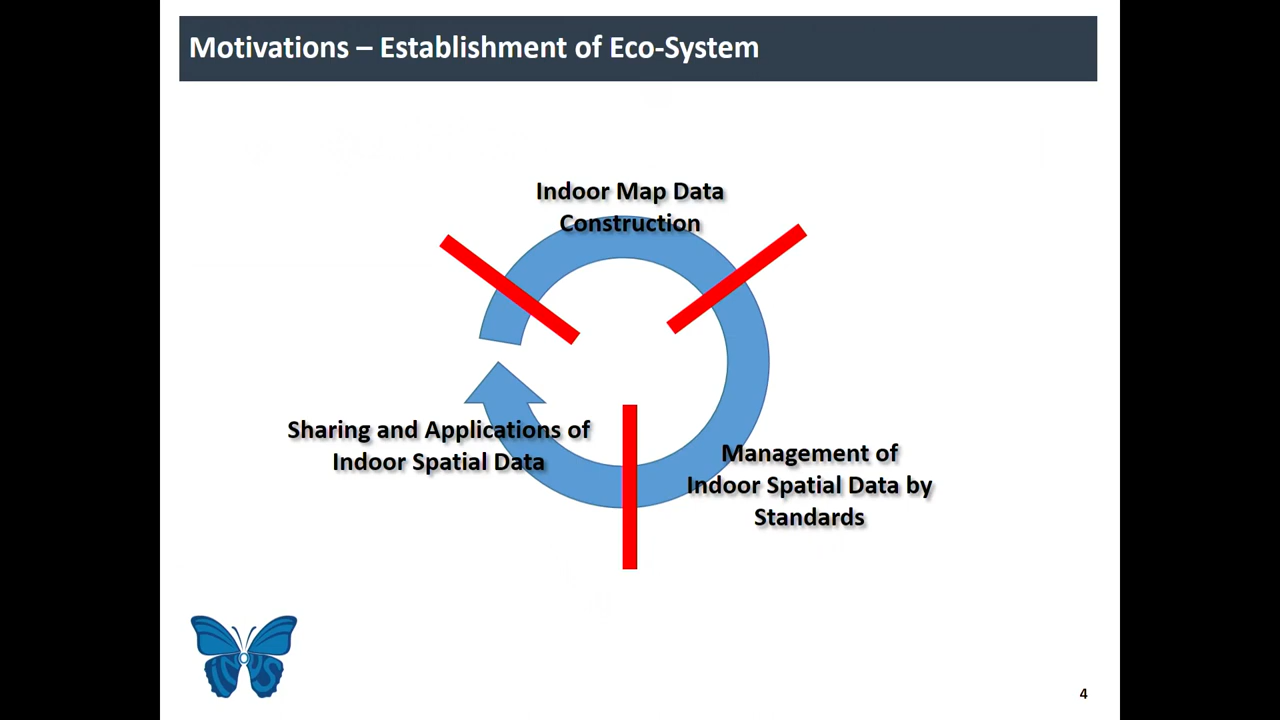 Motivations – Establishment of Eco-System
Indoor Map Data
Construction
Sharing and Applications of
Indoor Spatial Data
Management of
Indoor Spatial Data by
Standards
4